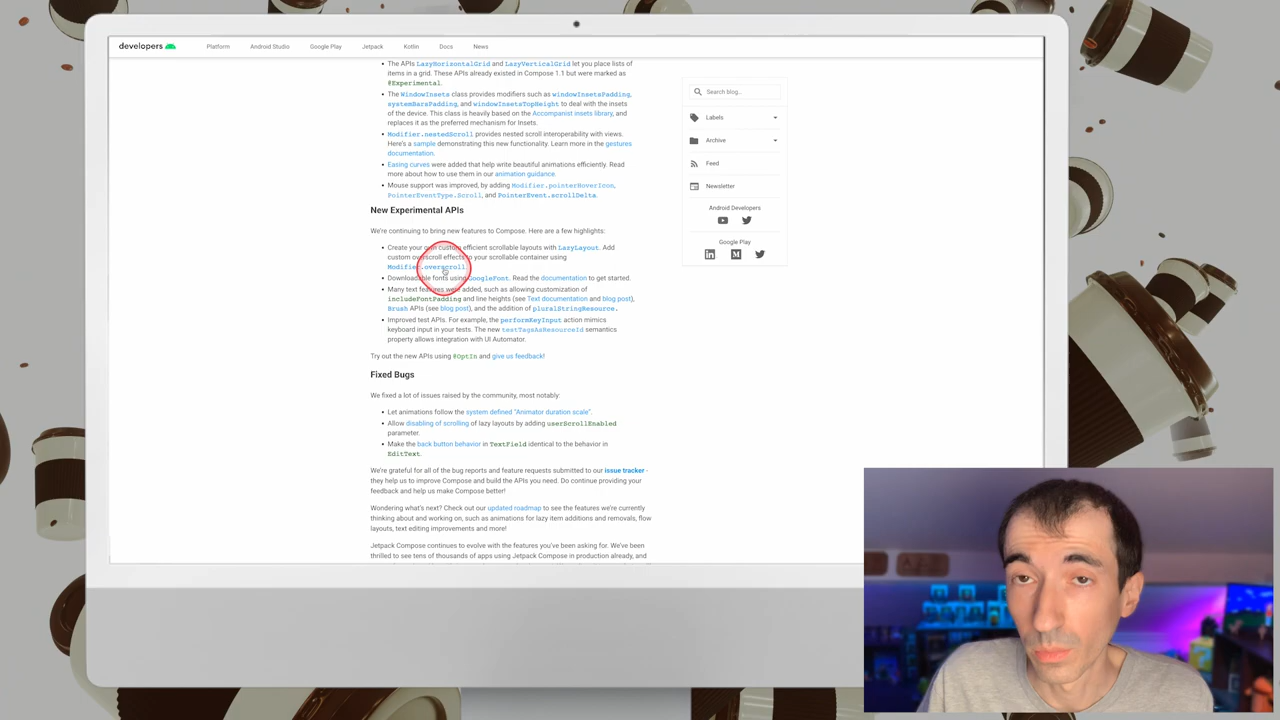 developers
Platform
Android Studio
Google Play
Jetpack
Kotlin
Docs
News
• The APIs LazyHorizontalGrid and LazyVerticalGrid let you place lists of
items in a grid. These APIs already existed in Compose 1.1 but were marked as
@Experimental.
• The WindowInsets class provides modifiers such as windowInsetsPadding,
systemBarsPadding, and windowInsetsTopHeight to deal with the insets
of the device. This class is heavily based on the Accompanist insets library, and
replaces it as the preferred mechanism for Insets.
• Modifier.nestedScroll provides nested scroll interoperability with views.
Here's a sample demonstrating this new functionality. Learn more in the gestures
documentation.
• Easing curves were added that help write beautiful animations efficiently. Read
more about how to use them in our animation guidance.
• Mouse support was improved, by adding Modifier.pointerHoverIcon,
PointerEventType.Scroll, and PointerEvent.scrollDelta.
New Experimental APIs
We're continuing to bring new features to Compose. Here are a few highlights:
• Create your own custom efficient scrollable layouts with LazyLayout. Add
custom overscroll effects to your scrollable container using
Modifier.overscroll.
• Downloadable fonts using GoogleFont. Read the documentation to get started.
• Many text features were added, such as allowing customization of
includeFontPadding and line heights (see Text documentation and blog post),
Brush APIs (see blog post), and the addition of pluralStringResource.
• Improved test APIs. For example, the performKeyInput action mimics
keyboard input in your tests. The new testTagsAsResourceId semantics
property allows integration with UI Automator.
Try out the new APIs using @OptIn and give us feedback!
Fixed Bugs
We fixed a lot of issues raised by the community, most notably:
• Let animations follow the system defined "Animator duration scale".
• Allow disabling of scrolling of lazy layouts by adding userScrollEnabled
parameter.
• Make the back button behavior in TextField identical to the behavior in
EditText.
We're grateful for all of the bug reports and feature requests submitted to our issue tracker -
they help us to improve Compose and build the APIs you need. Do continue providing your
feedback and help us make Compose better!
Wondering what's next? Check out our updated roadmap to see the features we're currently
thinking about and working on, such as animations for lazy item additions and removals, flow
layouts, text editing improvements and more!
Jetpack Compose continues to evolve with the features you've been asking for. We've been
thrilled to see tens of thousands of apps using Jetpack Compose in production already, and
Search blog...
Labels
Archive
Feed
Newsletter
Android Developers
Google Play